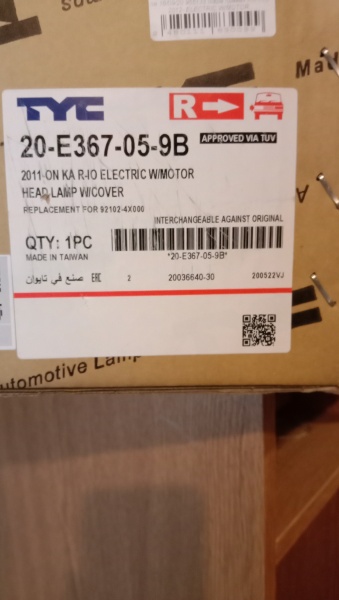 TYC
R
20-E367-05-9B
APPROVED VIA TUV
2011-ON KA R-IO ELECTRIC W/MOTOR
HEAD LAMP W/COVER
REPLACEMENT FOR 92102-4X000
INTERCHANGEABLE AGAINST ORIGINAL
QTY: 1PC
MADE IN TAIWAN
*20-E367-05-9B*
صنع في تايوان
2
20036640-30
200522VJ
utomotive Lamp